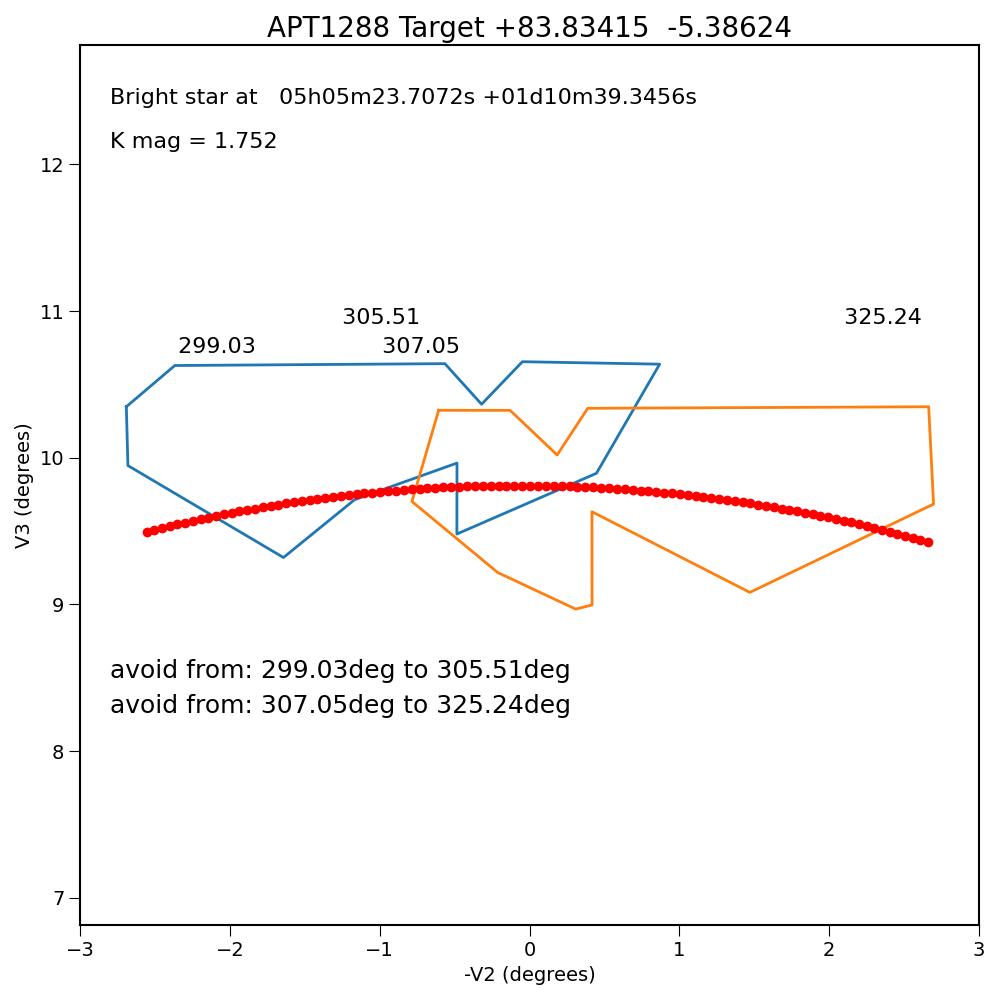 APT1288 Target +83.83415  -5.38624
Bright star at   05h05m23.7072s +01d10m39.3456s
K mag = 1.752
12
11
10
9
8
7
V3 (degrees)
305.51
325.24
299.03
307.05
avoid from: 299.03deg to 305.51deg
avoid from: 307.05deg to 325.24deg
−3
−2
−1
0
1
2
3
-V2 (degrees)